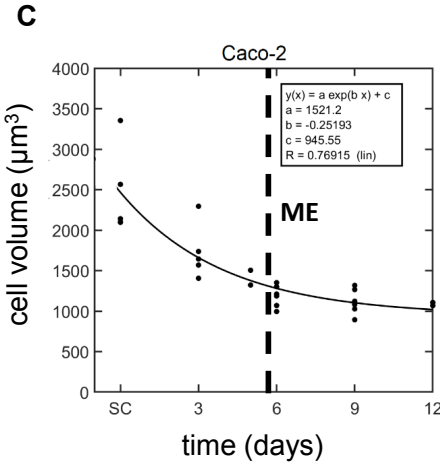 C
Caco-2
4000
3500
3000
2500
2000
1500
1000
500
0
cell volume (µm³)
y(x) = a exp(b x) + c
a = 1521.2
b = -0.25193
c = 945.55
R = 0.76915 (lin)
ME
SC 3 6 9 12
time (days)